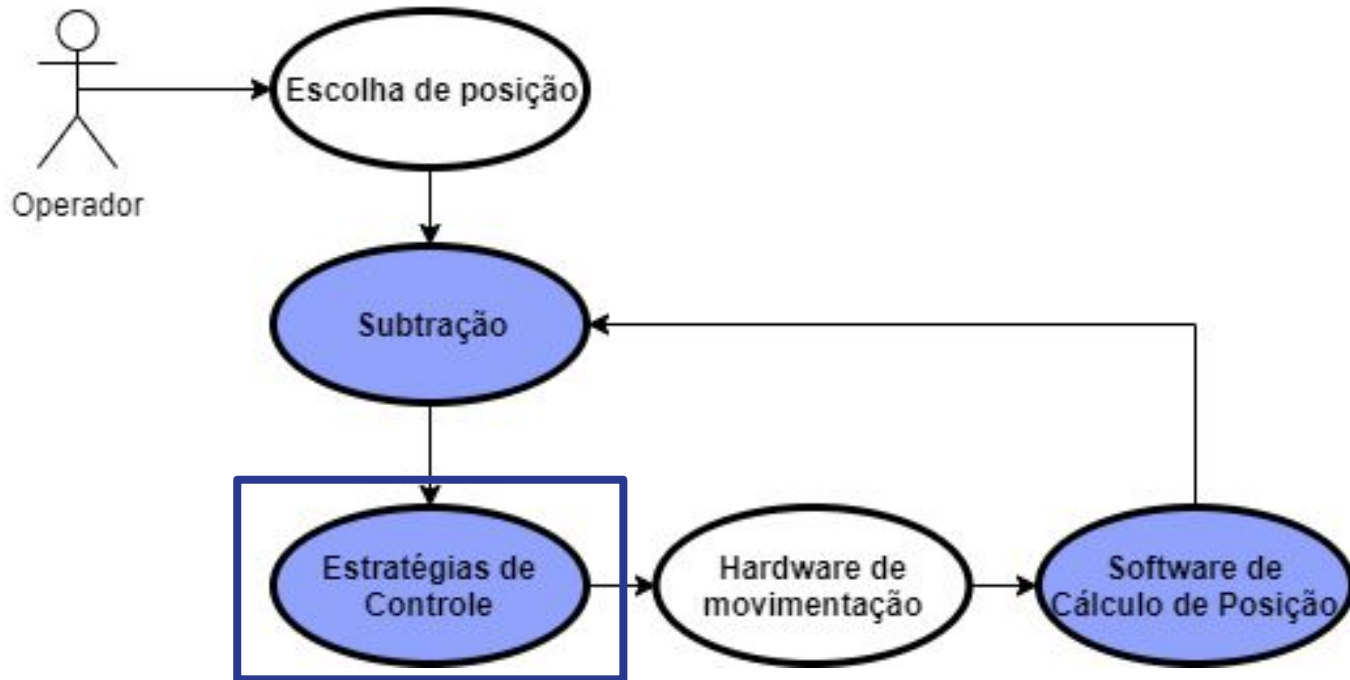 Escolha de posição
Operador
Subtração
Estratégias de
Controle
Hardware de
movimentação
Software de
Cálculo de Posição